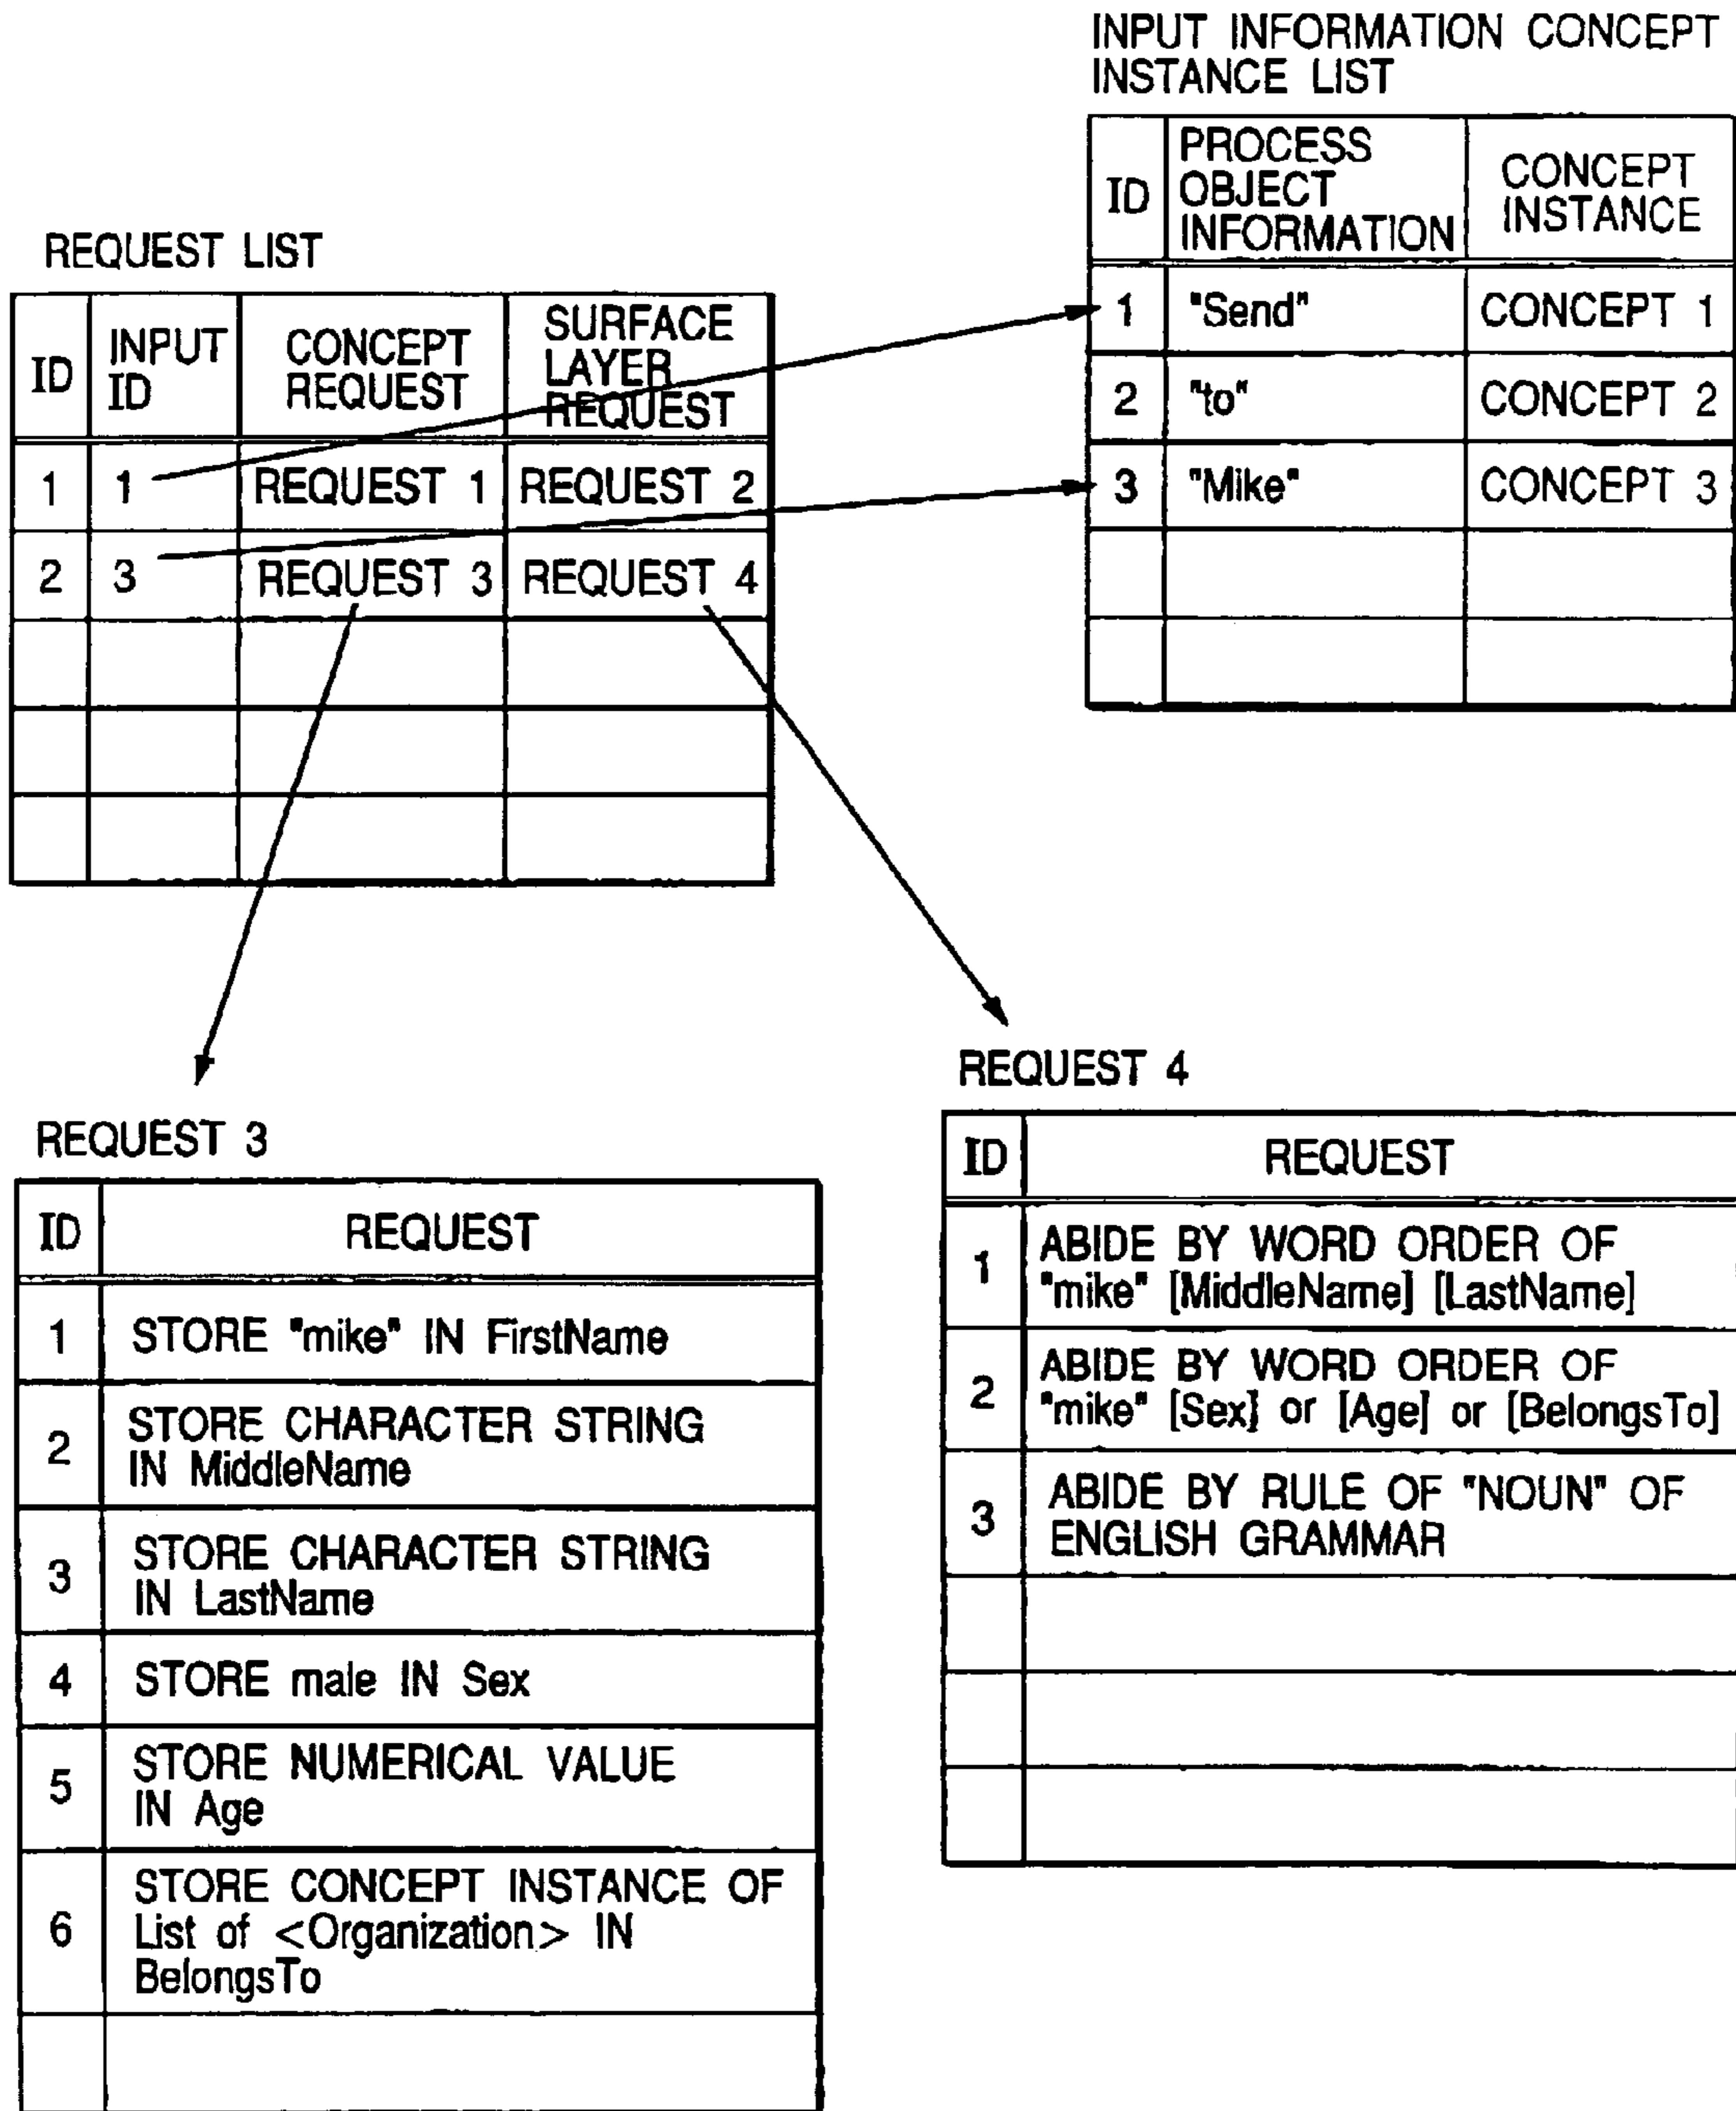 INPUT INFORMATION CONCEPT
INSTANCE LIST
ID
PROCESS
OBJECT
INFORMATION
CONCEPT
INSTANCE
1 "Send" CONCEPT 1
2 "to" CONCEPT 2
3 "Mike" CONCEPT 3
REQUEST LIST
ID
INPUT
ID
CONCEPT
REQUEST
SURFACE
LAYER
REQUEST
1 1 REQUEST 1 REQUEST 2
2 3 REQUEST 3 REQUEST 4
REQUEST 3
ID REQUEST
1 STORE "mike" IN FirstName
2 STORE CHARACTER STRING
IN MiddleName
3 STORE CHARACTER STRING
IN LastName
4 STORE male IN Sex
5 STORE NUMERICAL VALUE
IN Age
6 STORE CONCEPT INSTANCE OF
List of <Organization> IN
BelongsTo
REQUEST 4
ID REQUEST
1 ABIDE BY WORD ORDER OF
"mike" [MiddleName] [LastName]
2 ABIDE BY WORD ORDER OF
"mike" [Sex] or [Age] or [BelongsTo]
3 ABIDE BY RULE OF "NOUN" OF
ENGLISH GRAMMAR